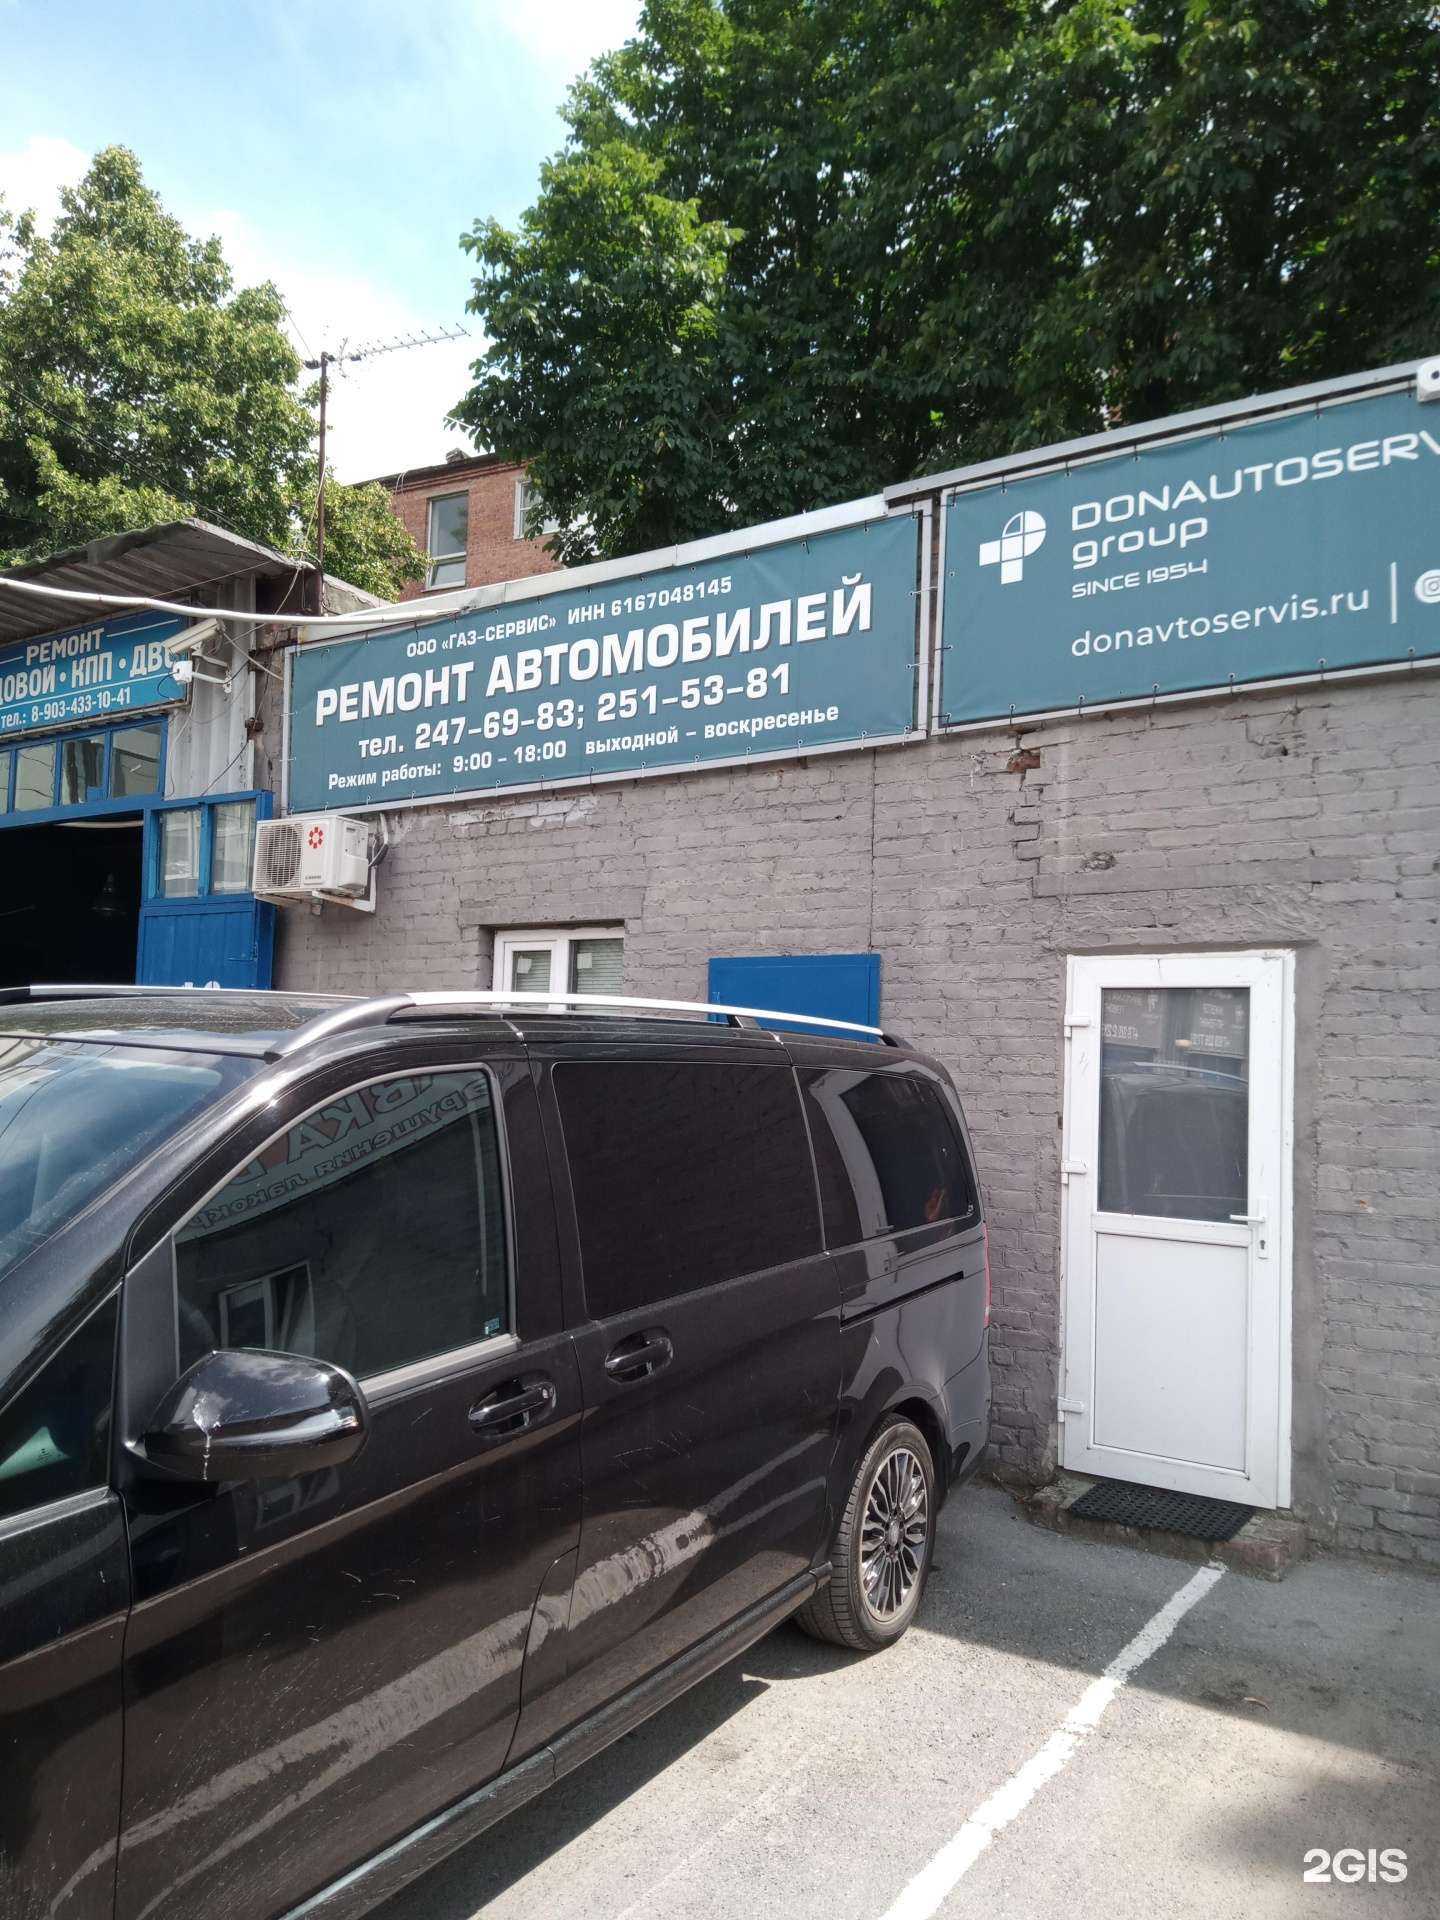 РЕМОНТ
ДОВОЙ · КПП · ДВС
тел.: 8-903-433-10-41
ООО «ГАЗ-СЕРВИС» ИНН 6167048145
РЕМОНТ АВТОМОБИЛЕЙ
тел. 247-69-83; 251-53-81
Режим работы: 9:00 - 18:00 выходной - воскресенье
DONAUTOSERV
group
SINCE 1954
donavtoservis.ru
2GIS